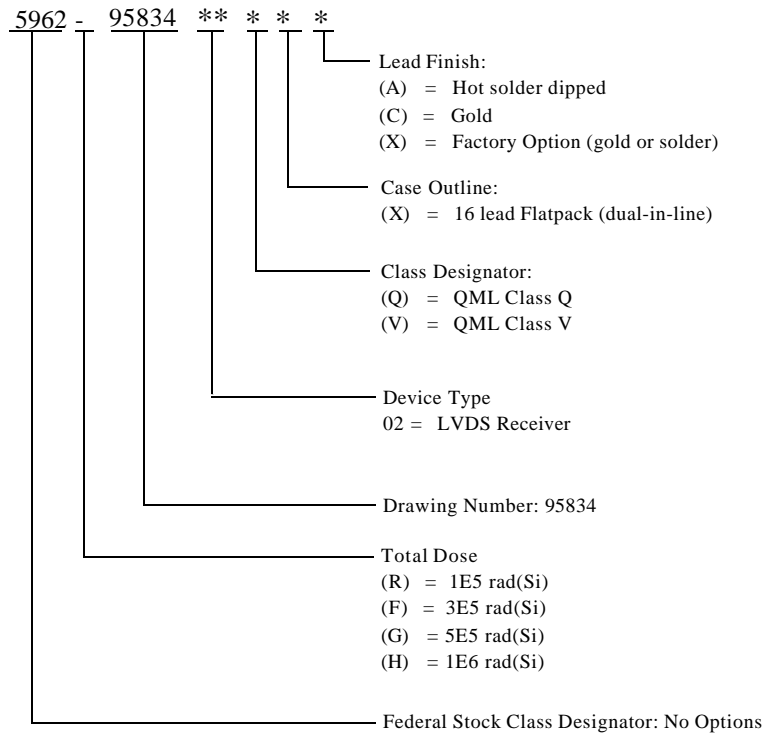 5962 - 95834 ** * * *
Lead Finish:
(A) = Hot solder dipped
(C) = Gold
(X) = Factory Option (gold or solder)
Case Outline:
(X) = 16 lead Flatpack (dual-in-line)
Class Designator:
(Q) = QML Class Q
(V) = QML Class V
Device Type
02 = LVDS Receiver
Drawing Number: 95834
Total Dose
(R) = 1E5 rad(Si)
(F) = 3E5 rad(Si)
(G) = 5E5 rad(Si)
(H) = 1E6 rad(Si)
Federal Stock Class Designator: No Options